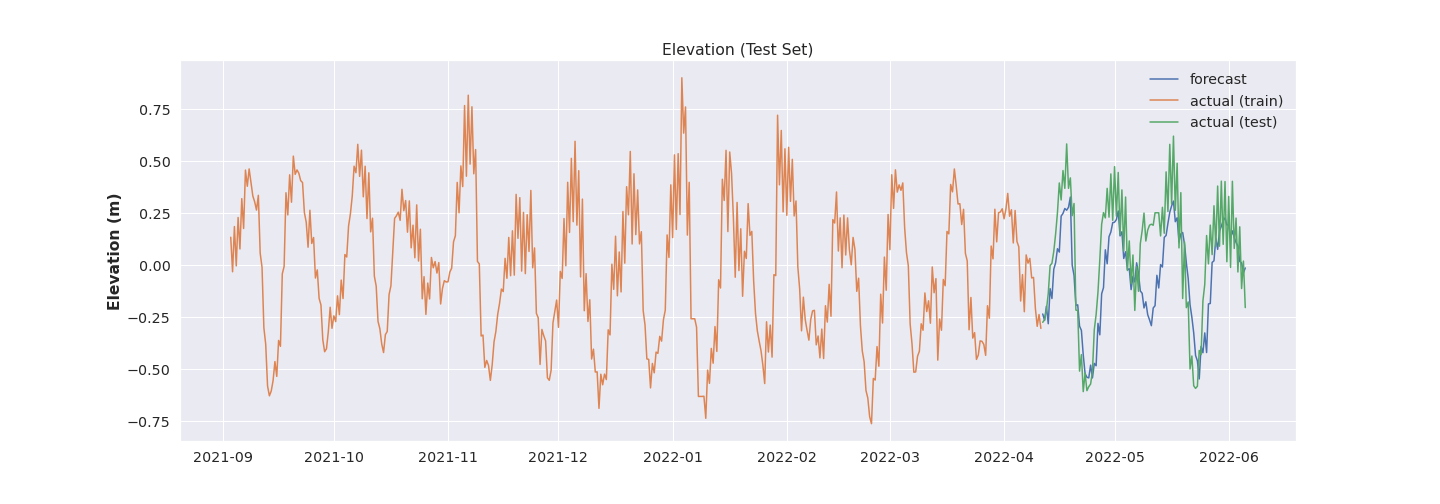 Elevation (Test Set)
Elevation (m)
0.75
0.50
0.25
0.00
−0.25
−0.50
−0.75
forecast
actual (train)
actual (test)
2021-09 2021-10 2021-11 2021-12 2022-01 2022-02 2022-03 2022-04 2022-05 2022-06